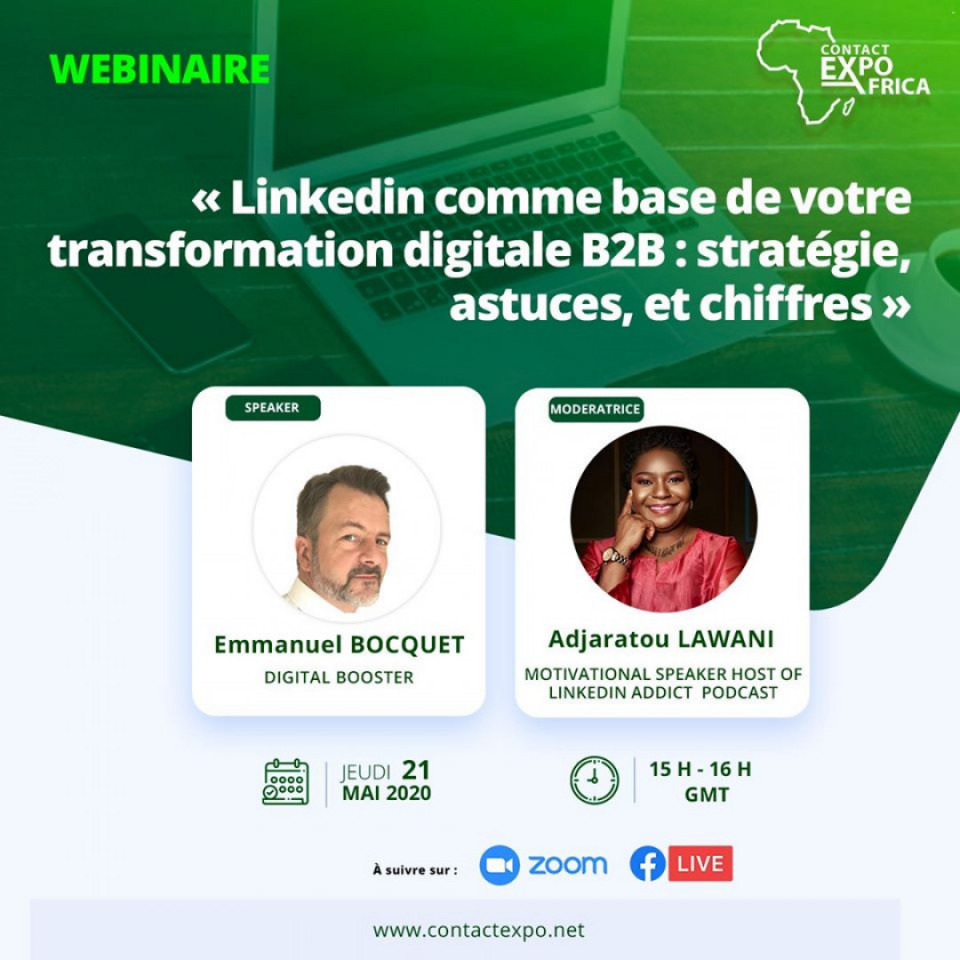 WEBINAIRE
CONTACT
EXPO
AFRICA
« Linkedin comme base de votre
transformation digitale B2B : stratégie,
astuces, et chiffres »
SPEAKER
Emmanuel BOCQUET
DIGITAL BOOSTER
MODERATRICE
Adjaratou LAWANI
MOTIVATIONAL SPEAKER HOST OF
LINKEDIN ADDICT PODCAST
JEUDI 21
MAI 2020
15 H - 16 H
GMT
À suivre sur :
zoom
LIVE
www.contactexpo.net